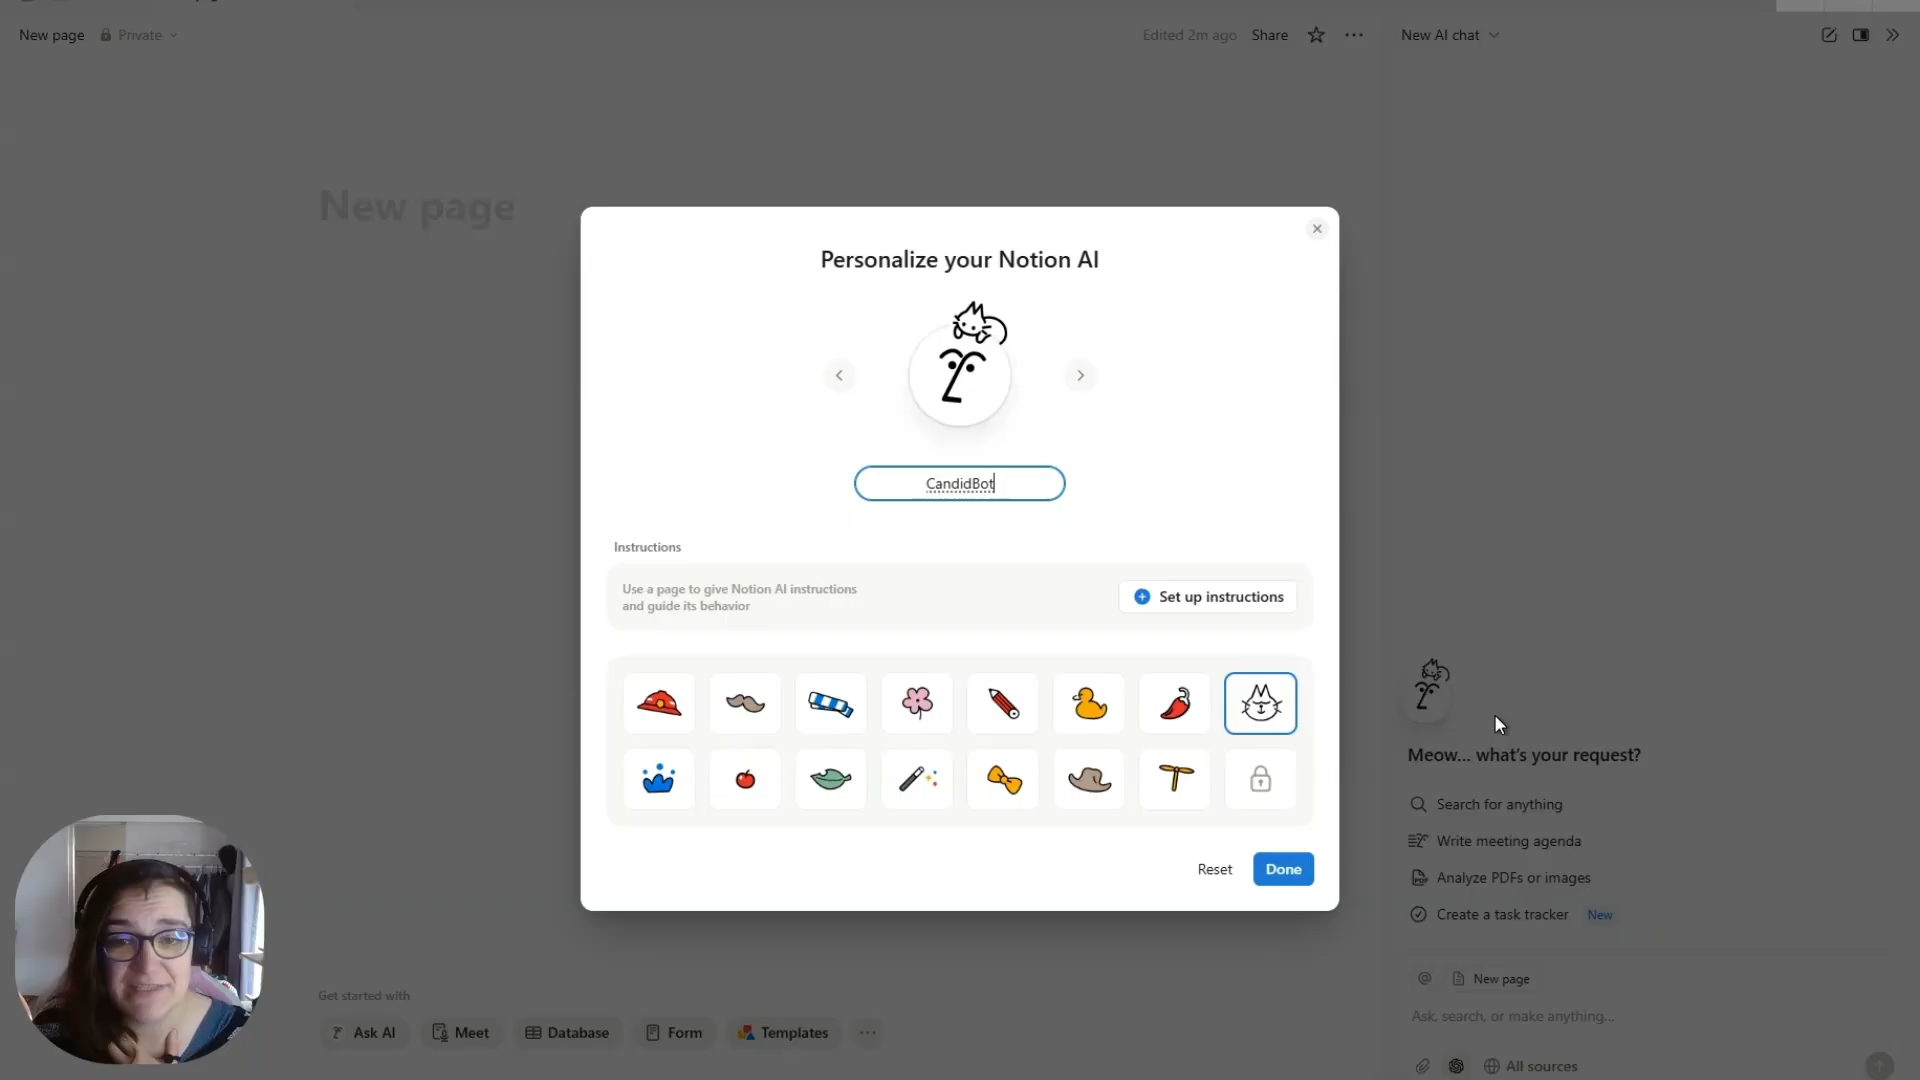 New page
Private
Edited 2m ago
Share
New AI chat
New page
Personalize your Notion AI
CandidBot
Instructions
Use a page to give Notion AI instructions
and guide its behavior
Set up instructions
Reset
Done
Meow... what's your request?
Search for anything
Write meeting agenda
Analyze PDFs or images
Create a task tracker New
@ New page
Ask, search, or make anything...
All sources
Get started with
Ask AI
Meet
Database
Form
Templates